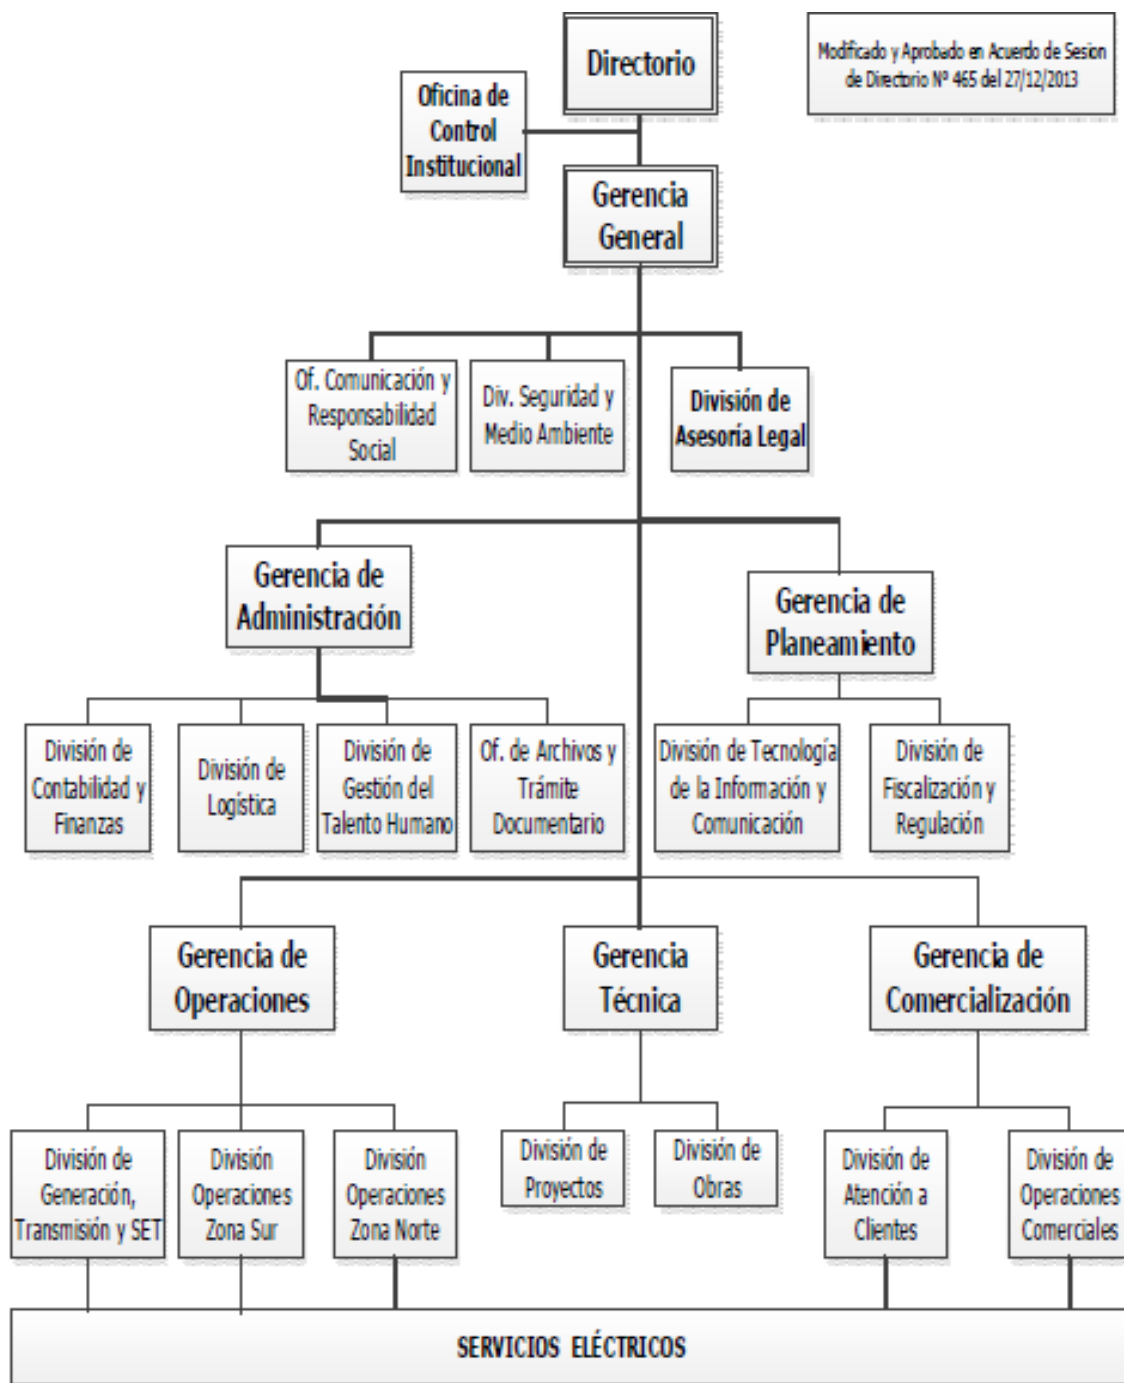 Directorio
Modificado y Aprobado en Acuerdo de Sesion
de Directorio Nº 465 del 27/12/2013
Oficina de
Control
Institucional
Gerencia
General
Of. Comunicación y
Responsabilidad
Social
Div. Seguridad y
Medio Ambiente
División de
Asesoría Legal
Gerencia de
Administración
Gerencia de
Planeamiento
División de
Contabilidad y
Finanzas
División de
Logística
División de
Gestión del
Talento Humano
Of. de Archivos y
Trámite
Documentario
División de Tecnología
de la Información y
Comunicación
División de
Fiscalización y
Regulación
Gerencia de
Operaciones
Gerencia
Técnica
Gerencia de
Comercialización
División de
Generación,
Transmisión y SET
División
Operaciones
Zona Sur
División
Operaciones
Zona Norte
División de
Proyectos
División de
Obras
División de
Atención a
Clientes
División de
Operaciones
Comerciales
SERVICIOS ELÉCTRICOS